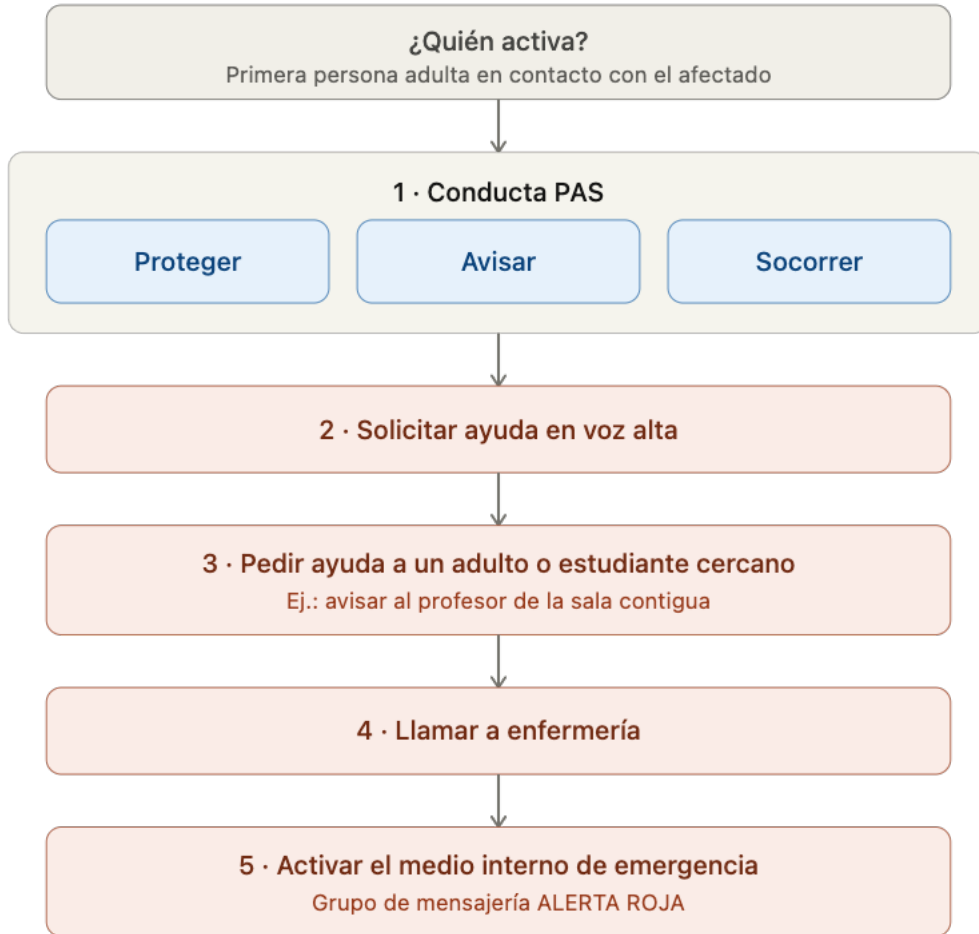 ¿Quién activa?
Primera persona adulta en contacto con el afectado
1 · Conducta PAS
Proteger
Avisar
Socorrer
2 · Solicitar ayuda en voz alta
3 · Pedir ayuda a un adulto o estudiante cercano
Ej.: avisar al profesor de la sala contigua
4 · Llamar a enfermería
5 · Activar el medio interno de emergencia
Grupo de mensajería ALERTA ROJA